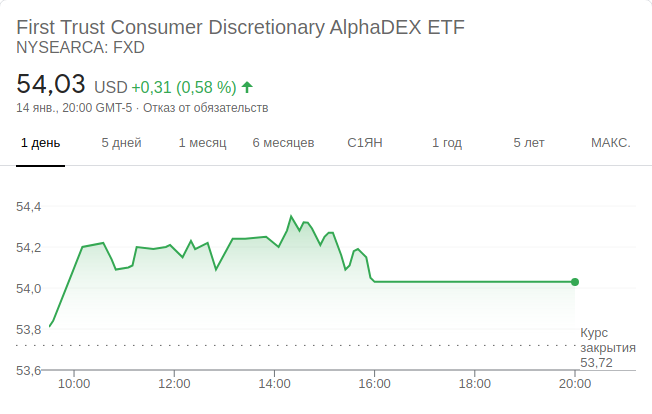 First Trust Consumer Discretionary AlphaDEX ETF
NYSEARCA: FXD
54,03 USD +0,31 (0,58 %)
14 янв., 20:00 GMT-5 · Отказ от обязательств
1 день 5 дней 1 месяц 6 месяцев С1ЯН 1 год 5 лет МАКС.
54,4
54,2
54,0
53,8
Курс
закрытия
53,72
53,6
10:00 12:00 14:00 16:00 18:00 20:00